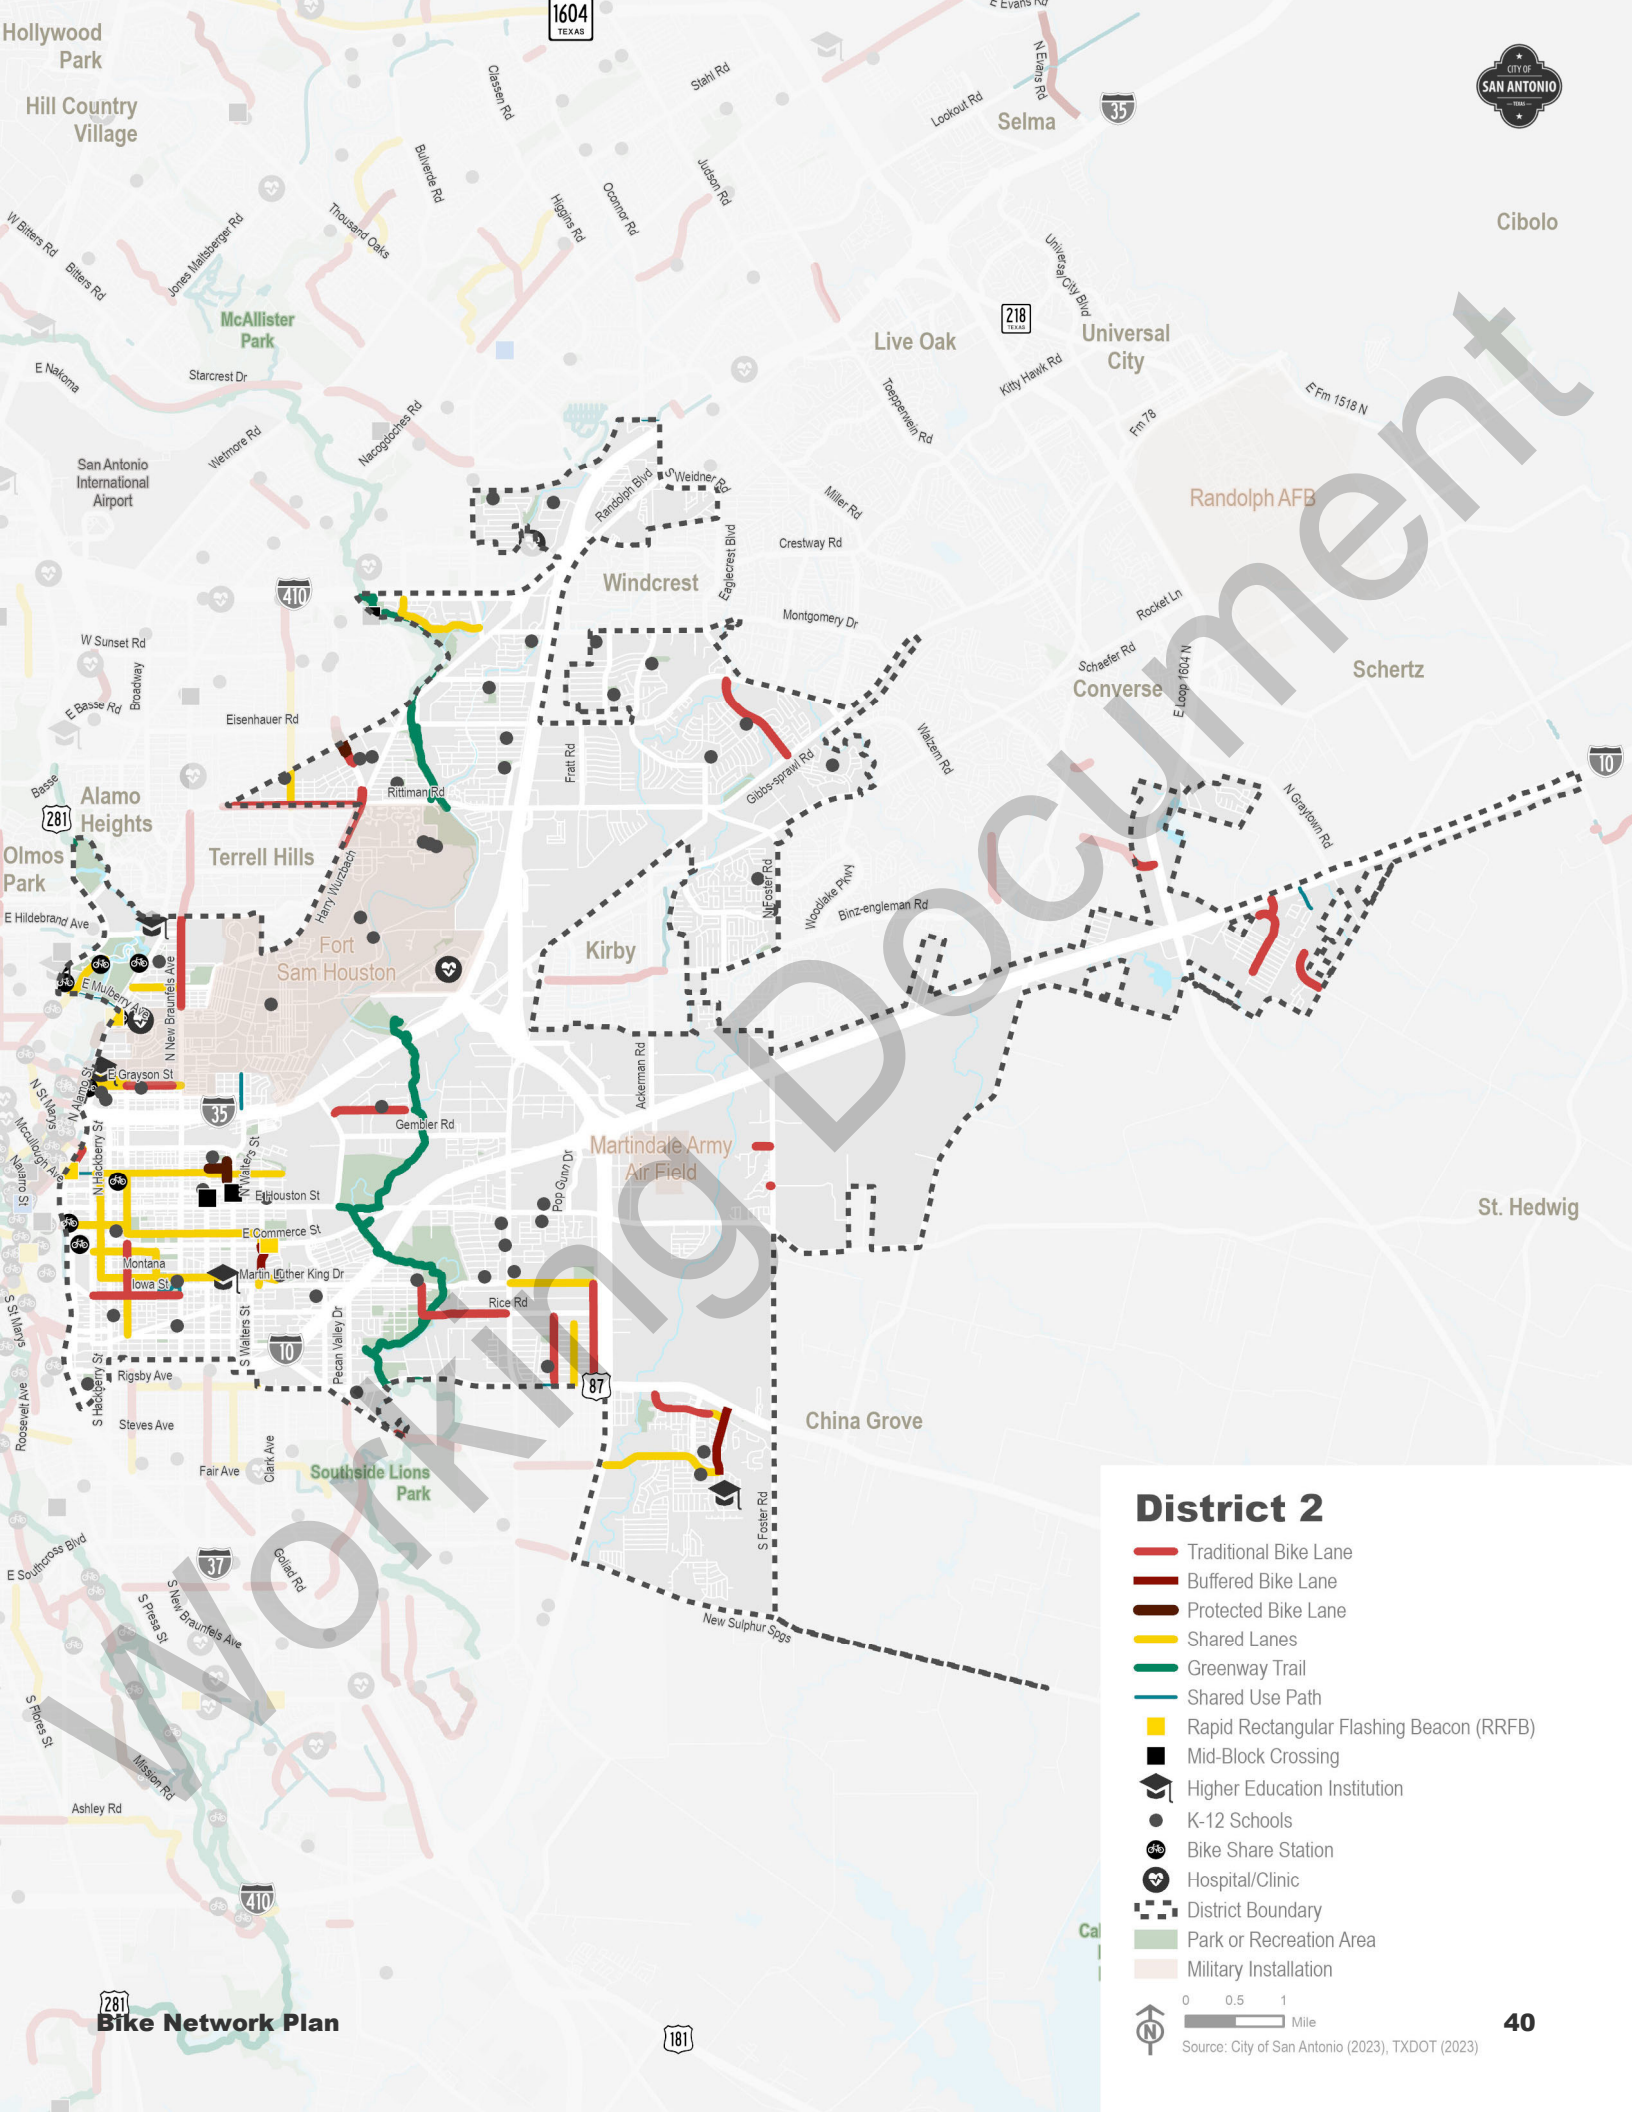 1604
TEXAS
E Evans Rd
Hollywood
Park
Hill Country
Village
Classen Rd
Stahl Rd
N Evans Rd
Lookout Rd
Selma
35
CITY OF
SAN ANTONIO
TEXAS
Bulverde Rd
Judson Rd
Oconnor Rd
Higgins Rd
Thousand Oaks
Jones Maltsberger Rd
W Bitters Rd
Bitters Rd
Universal City Blvd
Cibolo
McAllister
Park
218
TEXAS
Live Oak
Universal
City
E Nakoma
Starcrest Dr
Kitty Hawk Rd
Toepperwein Rd
Fm 78
E Fm 1518 N
Nacogdoches Rd
Wetmore Rd
San Antonio
International
Airport
Randolph Blvd
S Weidner Rd
Miller Rd
Randolph AFB
Eaglecrest Blvd
Crestway Rd
Windcrest
410
Montgomery Dr
Rocket Ln
W Sunset Rd
Broadway
Schaefer Rd
Converse
E Loop 1604 N
Schertz
E Basse Rd
Eisenhauer Rd
Walzem Rd
Fratt Rd
Gibbs-sprawl Rd
10
Basse
Rittiman Rd
N Graytown Rd
Alamo
Heights
281
Olmos
Park
Terrell Hills
Harry Wurzbach
N Foster Rd
Woodlake Pkwy
Binz-engleman Rd
E Hildebrand Ave
Fort
Sam Houston
Kirby
E Mulberry Ave
N New Braunfels Ave
E Grayson St
N Alamo St
N St Marys
Mccullough Ave
Navarro St
35
Ackerman Rd
Gembler Rd
Martindale Army
Air Field
N Hackberry St
N Walters St
E Houston St
Pop Gunn Dr
E Commerce St
St. Hedwig
Montana
Martin Luther King Dr
Iowa St
Rice Rd
S St Marys
S Walters St
Pecan Valley Dr
10
Rigsby Ave
87
S Hackberry St
Roosevelt Ave
Steves Ave
China Grove
Clark Ave
Fair Ave
Southside Lions
Park
S Foster Rd
E Southcross Blvd
37
Goliad Rd
S Presa St
S New Braunfels Ave
New Sulphur Spgs
S Flores St
Mission Rd
Ashley Rd
410
Cal
281
181
Working Document
District 2
Traditional Bike Lane
Buffered Bike Lane
Protected Bike Lane
Shared Lanes
Greenway Trail
Shared Use Path
Rapid Rectangular Flashing Beacon (RRFB)
Mid-Block Crossing
Higher Education Institution
K-12 Schools
Bike Share Station
Hospital/Clinic
District Boundary
Park or Recreation Area
Military Installation
0 0.5 1
Mile
N
Source: City of San Antonio (2023), TXDOT (2023)
Bike Network Plan
40